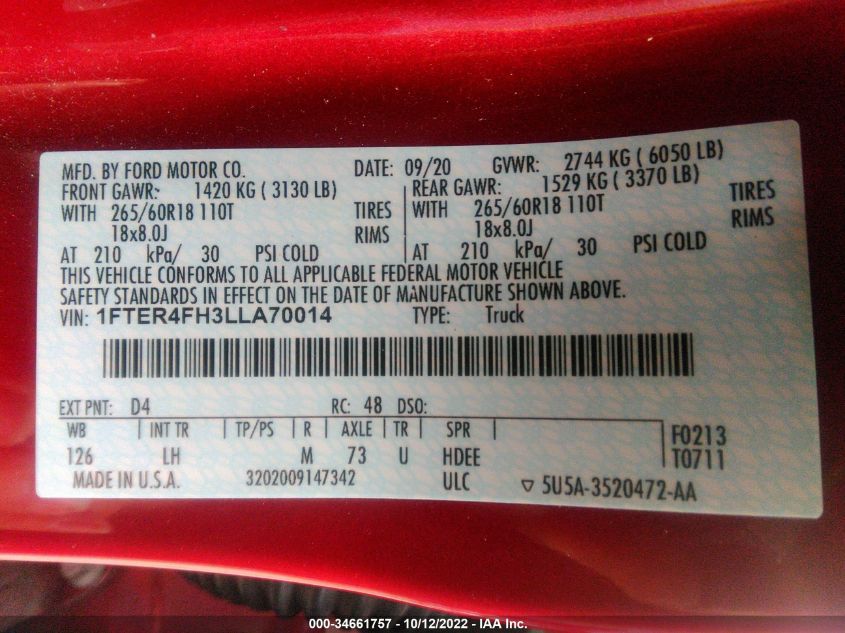 MFD. BY FORD MOTOR CO. DATE: 09/20 GVWR: 2744 KG ( 6050 LB)
FRONT GAWR: 1420 KG ( 3130 LB) REAR GAWR: 1529 KG ( 3370 LB)
WITH 265/60R18 110T TIRES WITH 265/60R18 110T TIRES
18x8.0J RIMS 18x8.0J RIMS
AT 210 kPa/ 30 PSI COLD AT 210 kPa/ 30 PSI COLD
THIS VEHICLE CONFORMS TO ALL APPLICABLE FEDERAL MOTOR VEHICLE
SAFETY STANDARDS IN EFFECT ON THE DATE OF MANUFACTURE SHOWN ABOVE.
VIN: 1FTER4FH3LLA70014 TYPE: Truck
EXT PNT: D4 RC: 48 DSO:
WB INT TR TP/PS R AXLE TR SPR F0213
126 LH M 73 U HDEE T0711
MADE IN U.S.A. 3202009147342 ULC ▽ 5U5A-3520472-AA
000-34661757 - 10/12/2022 - IAA Inc.